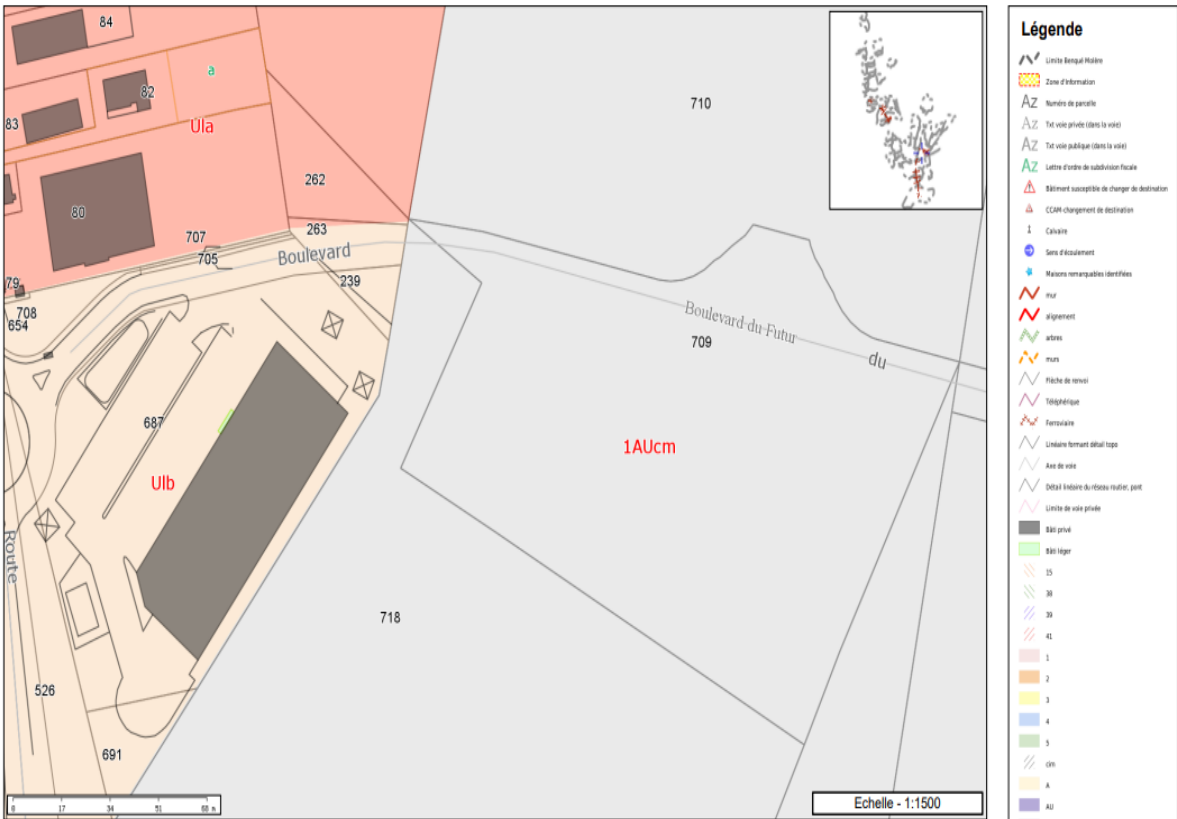 84
a
82
83
Ula
710
262
80
263
707
705
Boulevard
79
239
708
654
Boulevard du Futur
709
du
687
1AUcm
Ulb
Route
718
526
691
0 17 34 51 68 m
Echelle - 1:1500
Légende
Limite Benqué Molère
Zone d'Information
Az Numéro de parcelle
Az Txt voie privée (dans la voie)
Az Txt voie publique (dans la voie)
Az Lettre d'ordre de subdivision fiscale
Bâtiment susceptible de changer de destination
CCAM-changement de destination
Calvaire
Sens d'écoulement
Maisons remarquables identifiées
mur
alignement
arbres
murs
Flèche de renvoi
Téléphérique
Ferroviaire
Linéaire formant détail topo
Axe de voie
Détail linéaire du réseau routier, pont
Limite de voie privée
Bâti privé
Bâti léger
15
38
39
41
1
2
3
4
5
cim
A
AU